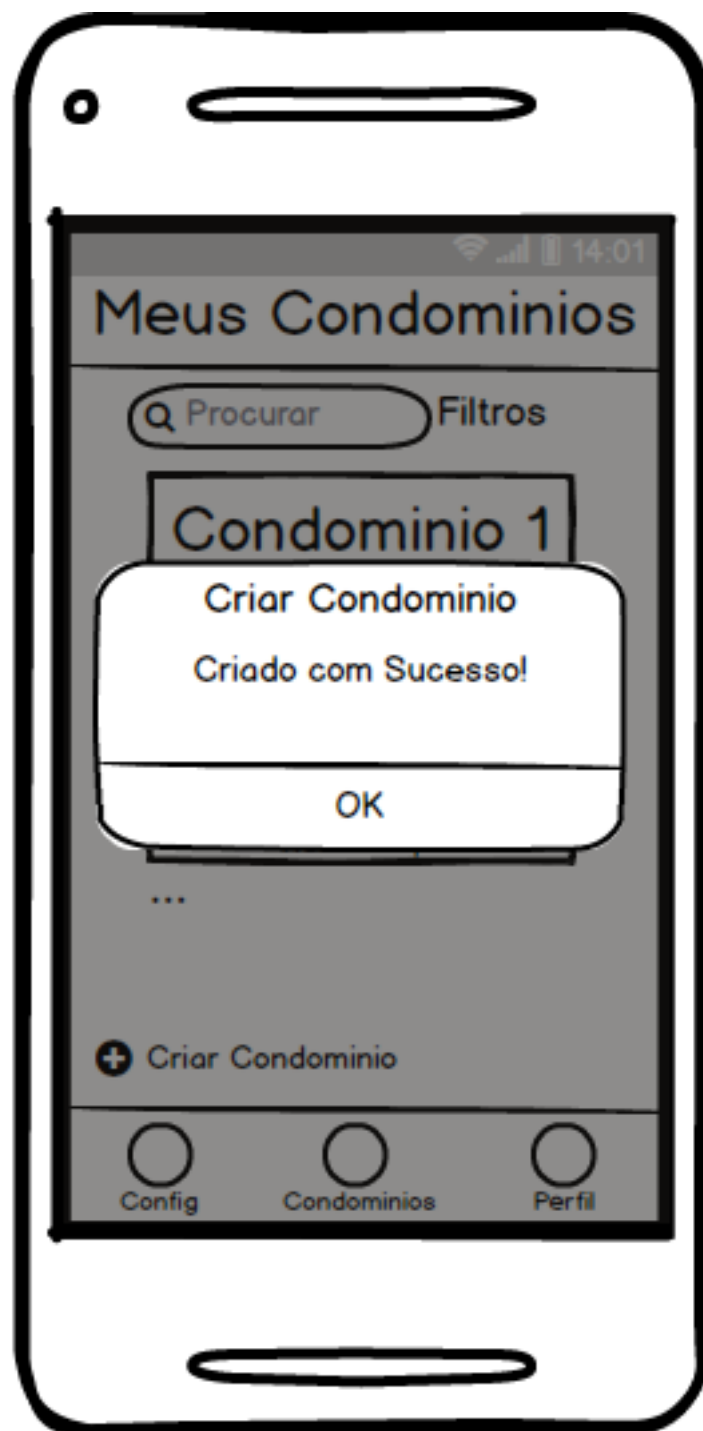 14:01
Meus Condominios
Procurar Filtros
Condominio 1
Criar Condominio
Criado com Sucesso!
OK
...
Criar Condominio
Config Condominios Perfil